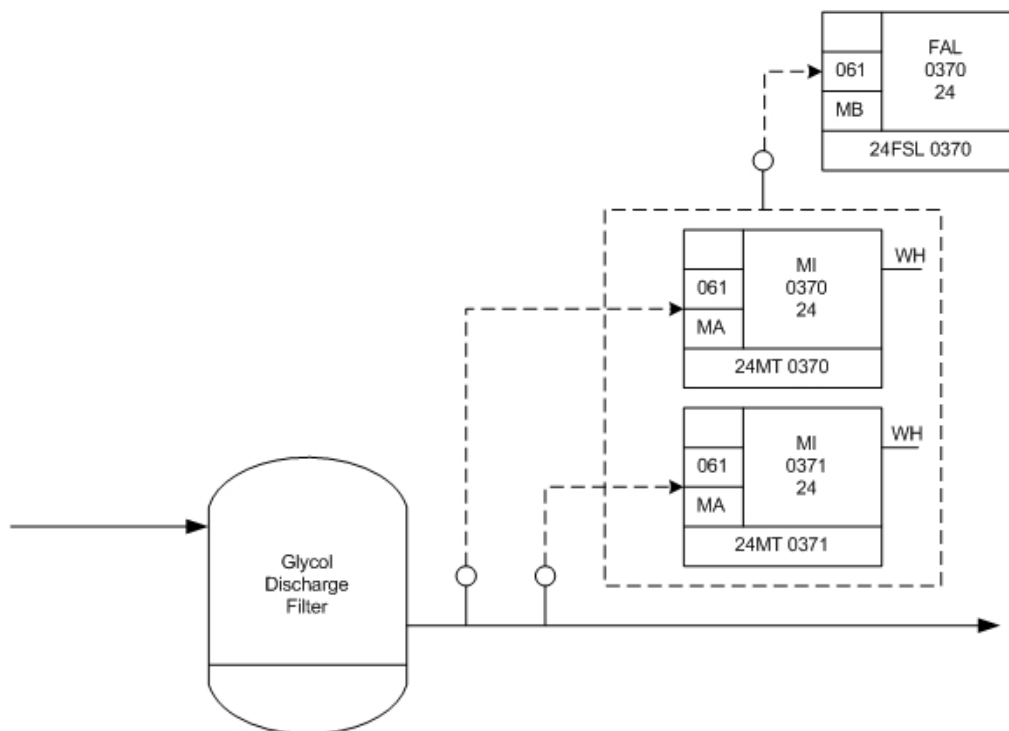 FAL
0370
24
061
MB
24FSL 0370
MI
0370
24
061
MA
24MT 0370
WH
MI
0371
24
061
MA
24MT 0371
WH
Glycol
Discharge
Filter